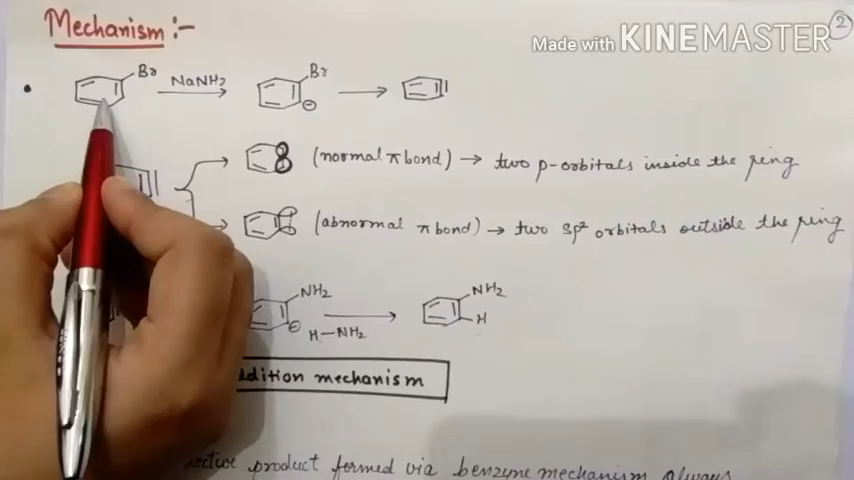 Mechanism :-
2
Made with KINEMASTER
Br NaNH2 Br ⊖
(normal π bond) → two p-orbitals inside the ring
(abnormal π bond) → two sp² orbitals outside the ring
NH2 ⊖ H-NH2 NH2 H
mechanism
product formed via benzyne mechanism always